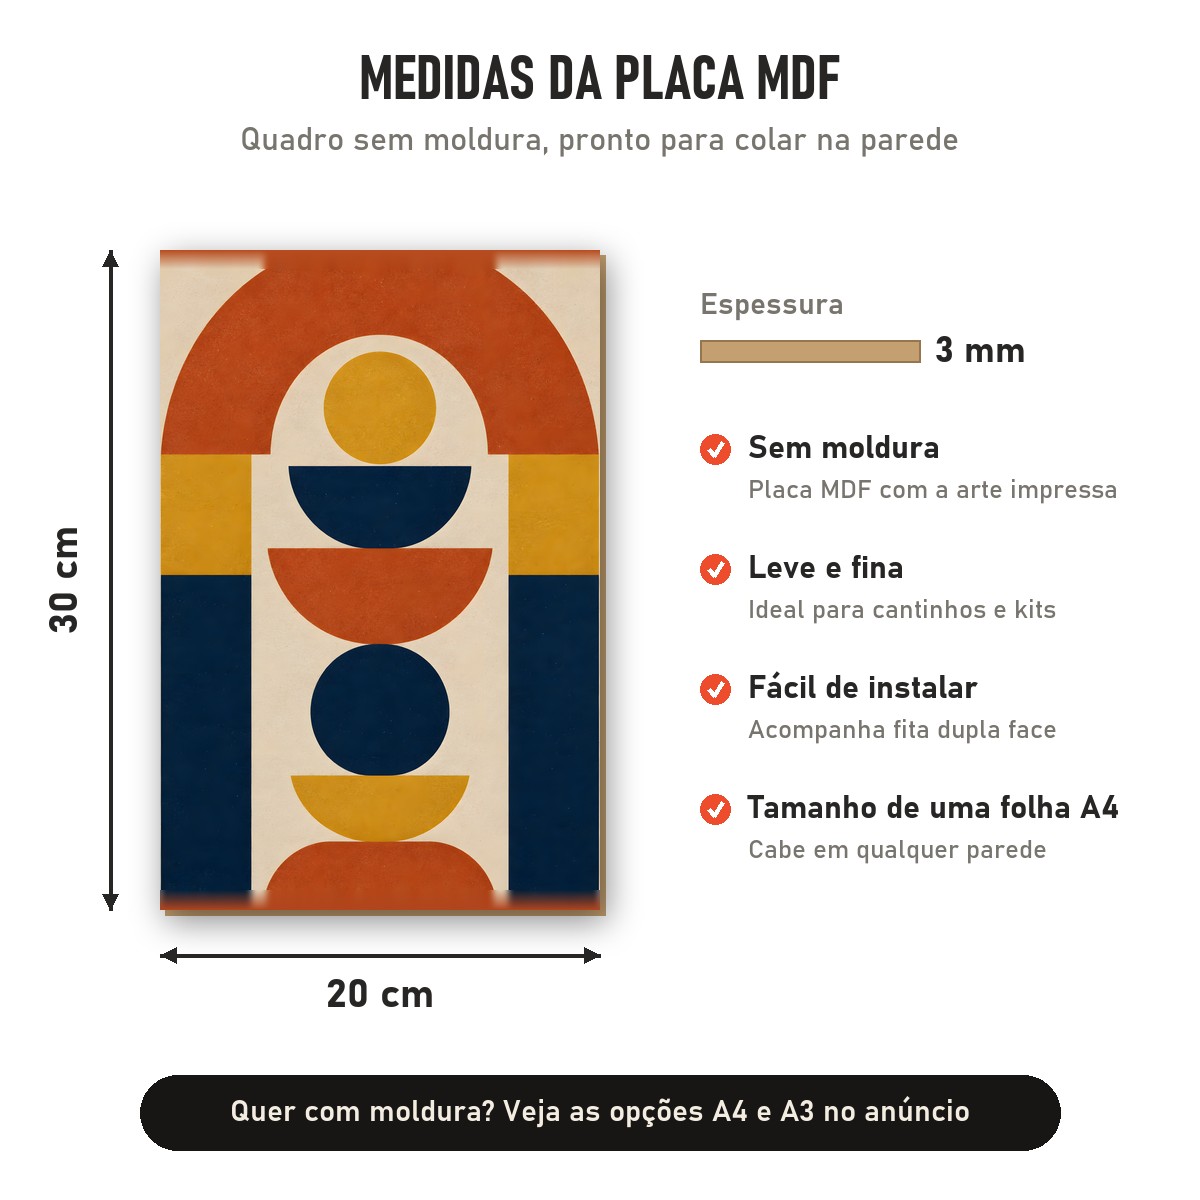 MEDIDAS DA PLACA MDF
Quadro sem moldura, pronto para colar na parede
Espessura
3 mm
Sem moldura
Placa MDF com a arte impressa
Leve e fina
Ideal para cantinhos e kits
Fácil de instalar
Acompanha fita dupla face
Tamanho de uma folha A4
Cabe em qualquer parede
30 cm
20 cm
Quer com moldura? Veja as opções A4 e A3 no anúncio